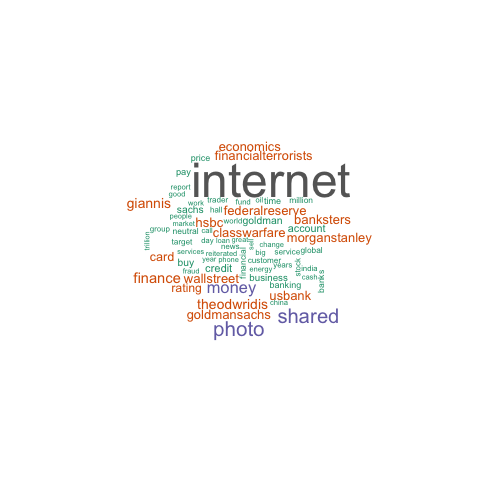 economics
price financialterrorists
pay internet
report
good
giannis work trader fund oil time million
people sachs hall federalreserve
market hsbc world goldman banksters
group neutral call classwarfare account
trillion target day loan great self change morganstanley
services news big service global
card reiterated financial customer stock
buy year phone credit energy years india banks
finance fraud wallstreet business cash
rating money banking
usbank
theodwridis china
goldmansachs shared
photo